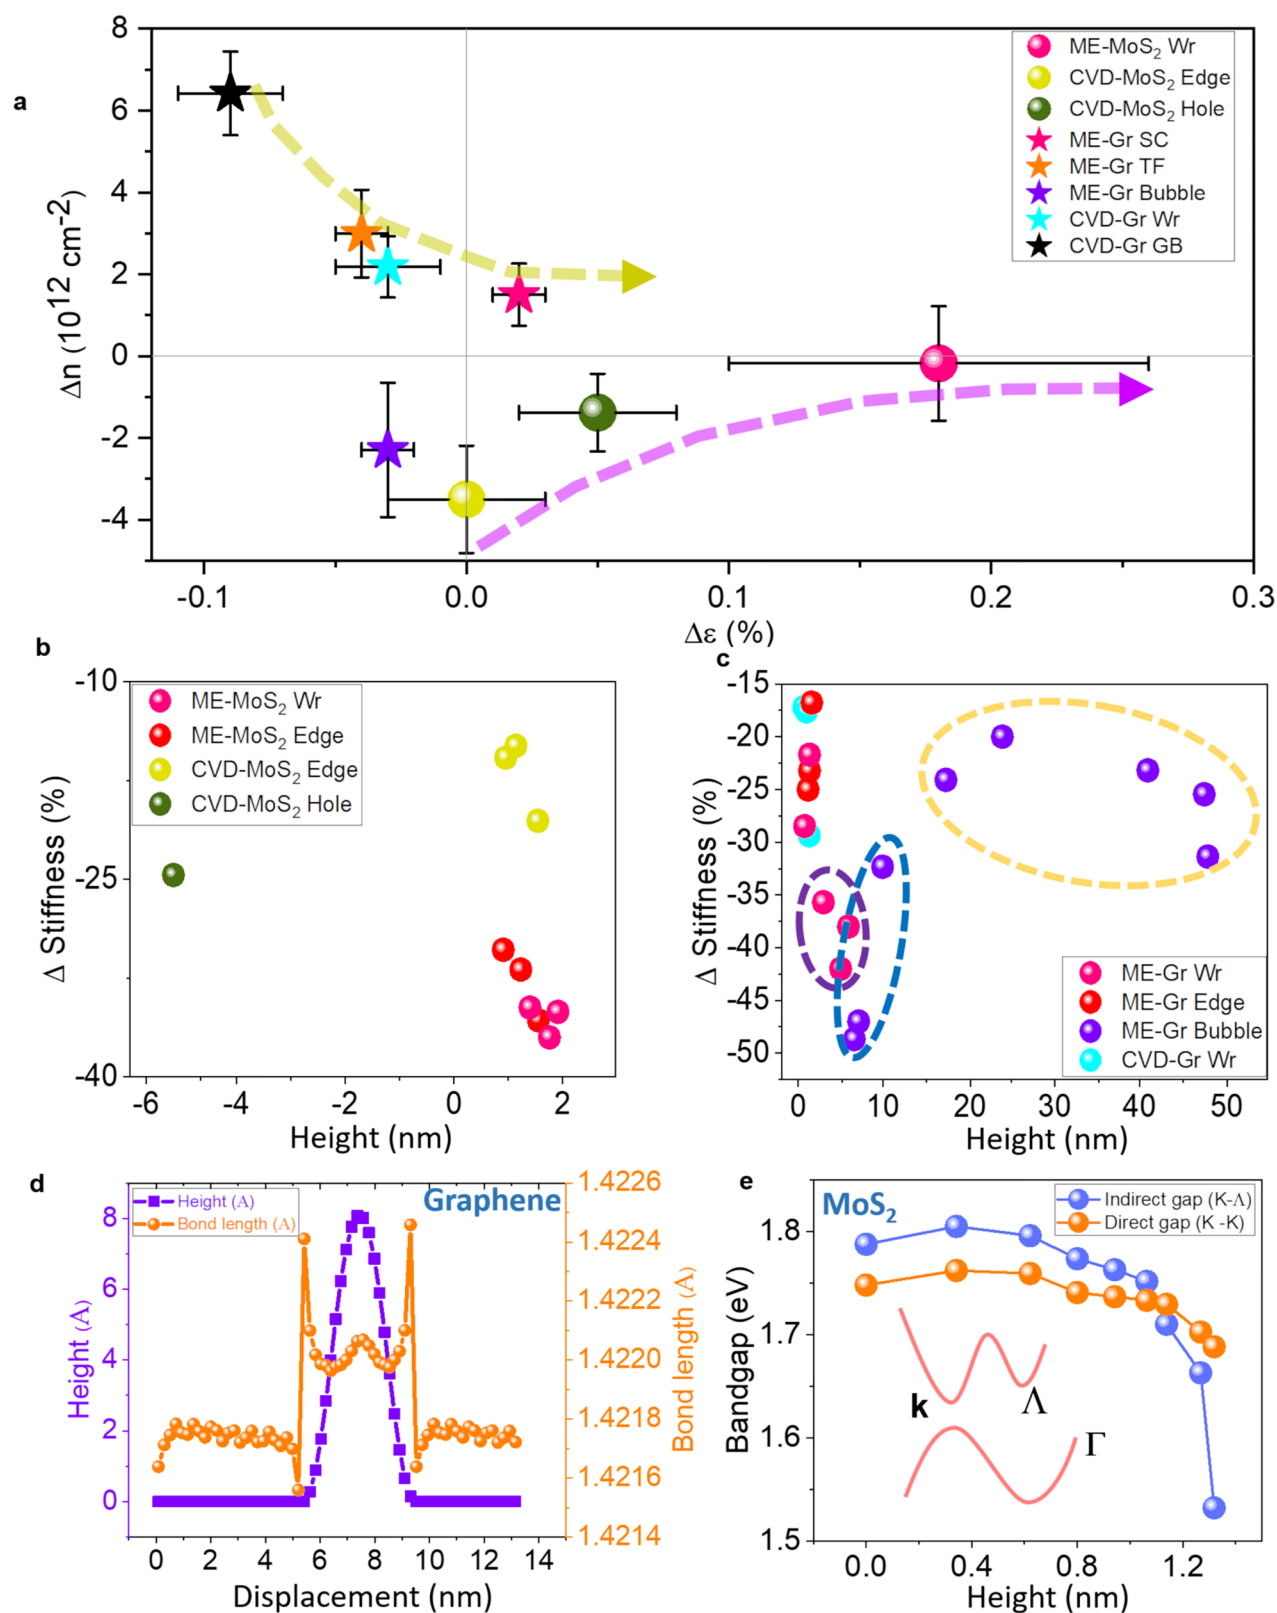 a
8
6
4
2
0
-2
-4
Δn (10^12 cm^-2)
ME-MoS2 Wr
CVD-MoS2 Edge
CVD-MoS2 Hole
ME-Gr SC
ME-Gr TF
ME-Gr Bubble
CVD-Gr Wr
CVD-Gr GB
-0.1 0.0 0.1 0.2 0.3
Δε (%)
b
-10
-25
-40
Δ Stiffness (%)
ME-MoS2 Wr
ME-MoS2 Edge
CVD-MoS2 Edge
CVD-MoS2 Hole
-6 -4 -2 0 2
Height (nm)
c
-15
-20
-25
-30
-35
-40
-45
-50
Δ Stiffness (%)
ME-Gr Wr
ME-Gr Edge
ME-Gr Bubble
CVD-Gr Wr
0 10 20 30 40 50
Height (nm)
d
Height (A)
Bond length (A)
Graphene
8
6
4
2
0
Height (A)
1.4226
1.4224
1.4222
1.4220
1.4218
1.4216
1.4214
Bond length (A)
0 2 4 6 8 10 12 14
Displacement (nm)
e
MoS2
Indirect gap (K-Λ)
Direct gap (K -K)
1.8
1.7
1.6
1.5
Bandgap (eV)
k
Λ
Γ
0.0 0.4 0.8 1.2
Height (nm)